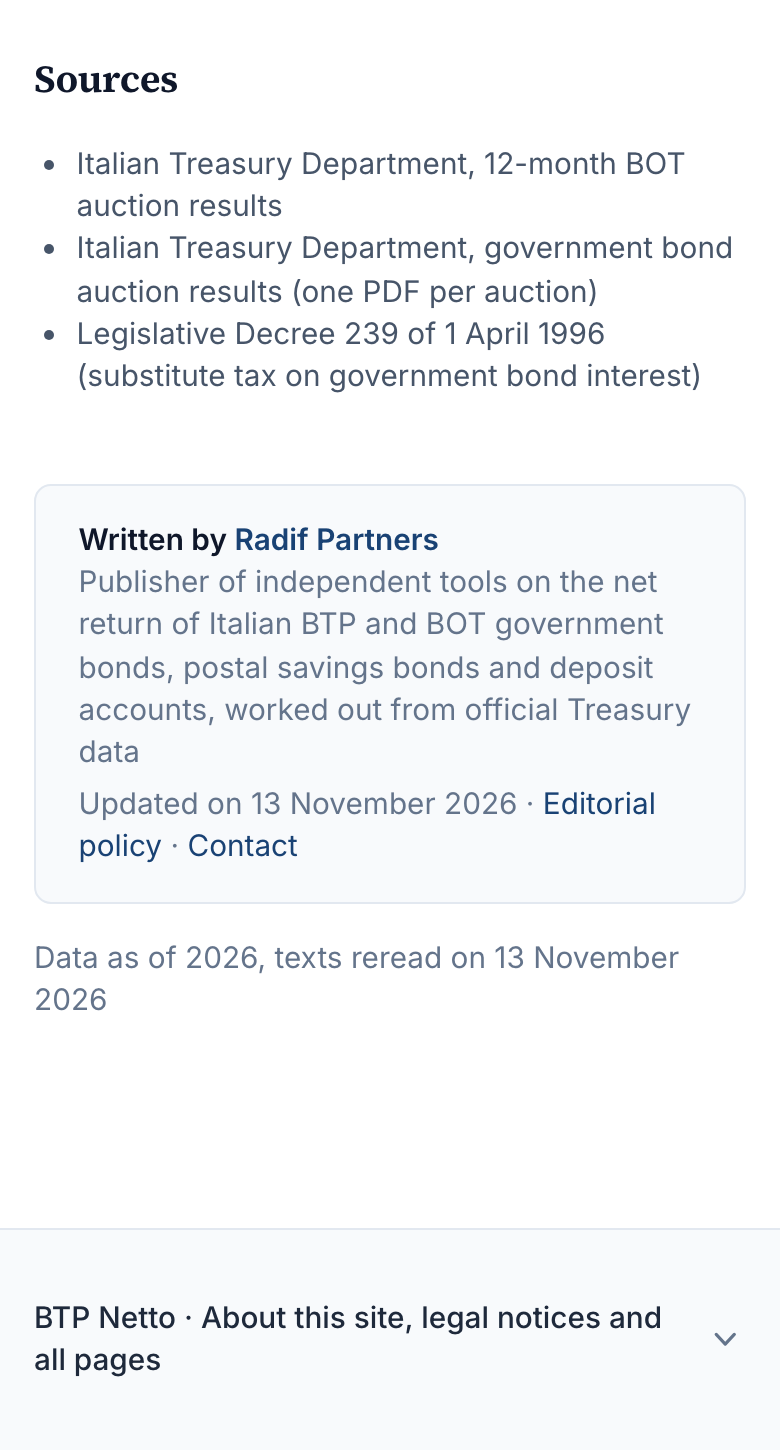 Sources
• Italian Treasury Department, 12-month BOT
auction results
• Italian Treasury Department, government bond
auction results (one PDF per auction)
• Legislative Decree 239 of 1 April 1996
(substitute tax on government bond interest)
Written by Radif Partners
Publisher of independent tools on the net
return of Italian BTP and BOT government
bonds, postal savings bonds and deposit
accounts, worked out from official Treasury
data
Updated on 13 November 2026 · Editorial
policy · Contact
Data as of 2026, texts reread on 13 November
2026
BTP Netto · About this site, legal notices and
all pages